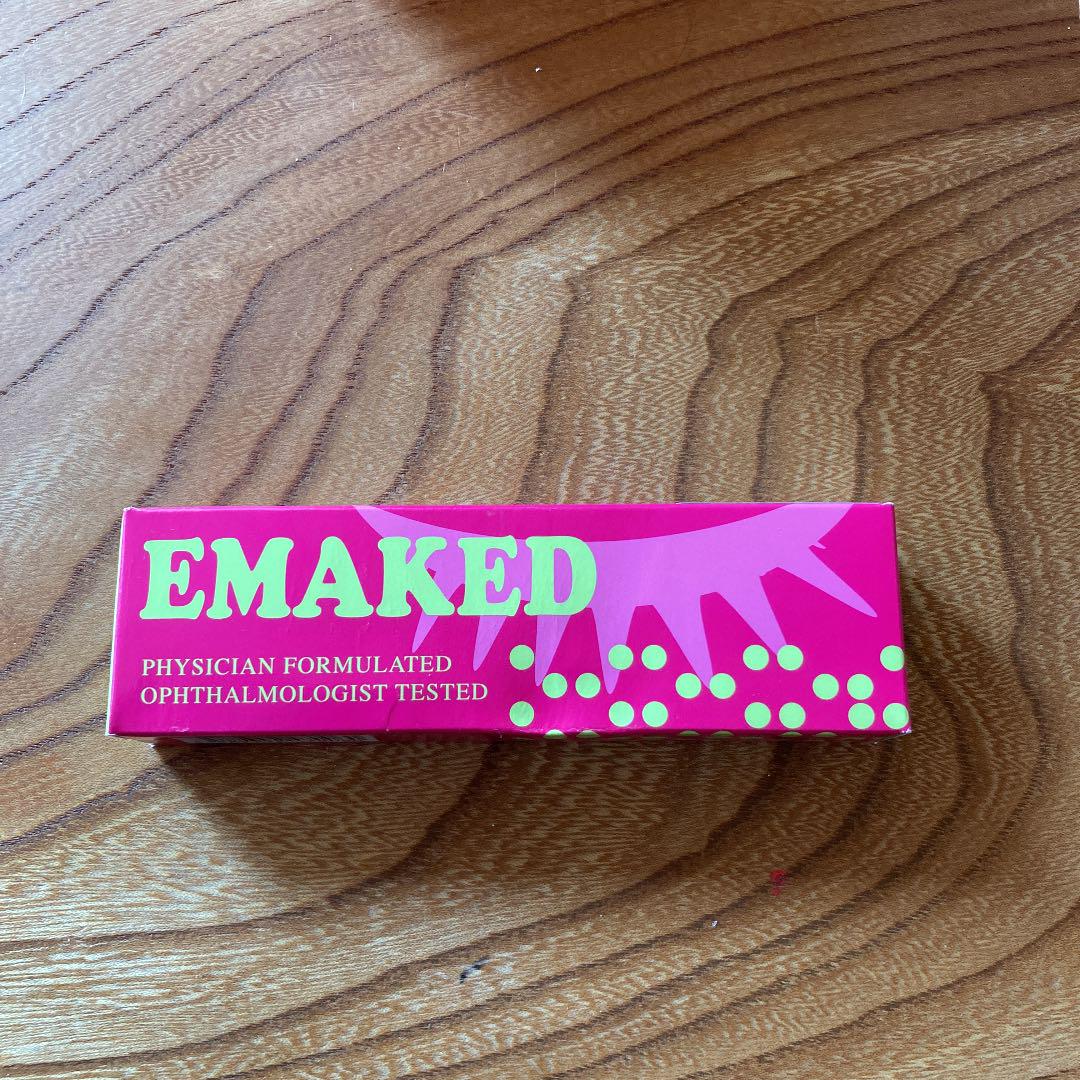 EMAKED
PHYSICIAN FORMULATED
OPHTHALMOLOGIST TESTED